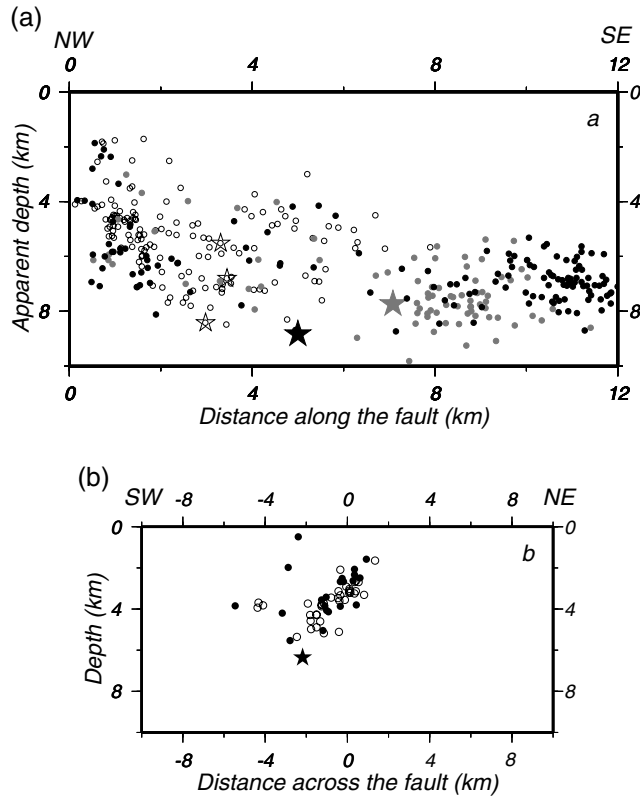 (a)
NW SE
0 4 8 12
0 0
4 4
8 8
a
Apparent depth (km)
0 4 8 12
Distance along the fault (km)
(b)
SW -8 -4 0 4 8 NE
0 0
4 4
8 8
b
Depth (km)
-8 -4 0 4 8
Distance across the fault (km)